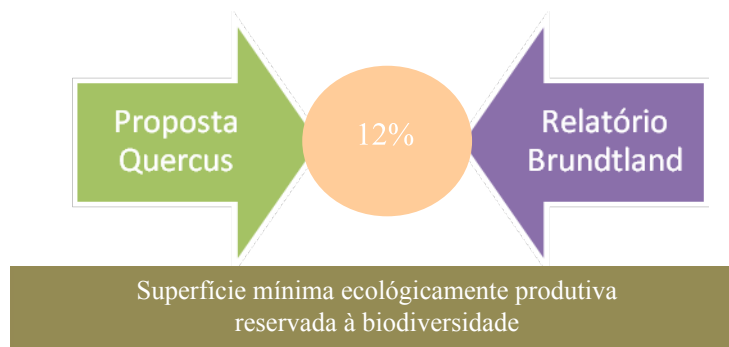 Proposta
Quercus
12%
Relatório
Brundtland
Superfície mínima ecológicamente produtiva
reservada à biodiversidade